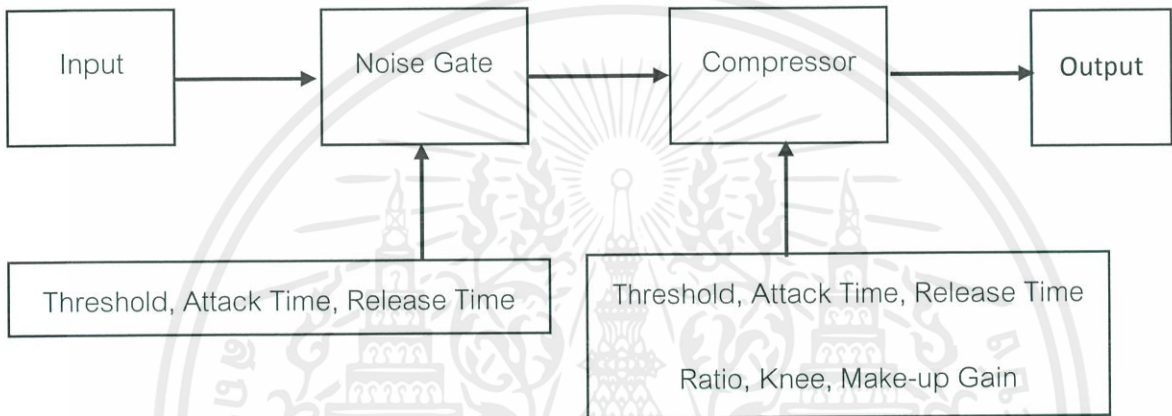 Input
Noise Gate
Compressor
Output
Threshold, Attack Time, Release Time
Threshold, Attack Time, Release Time
Ratio, Knee, Make-up Gain